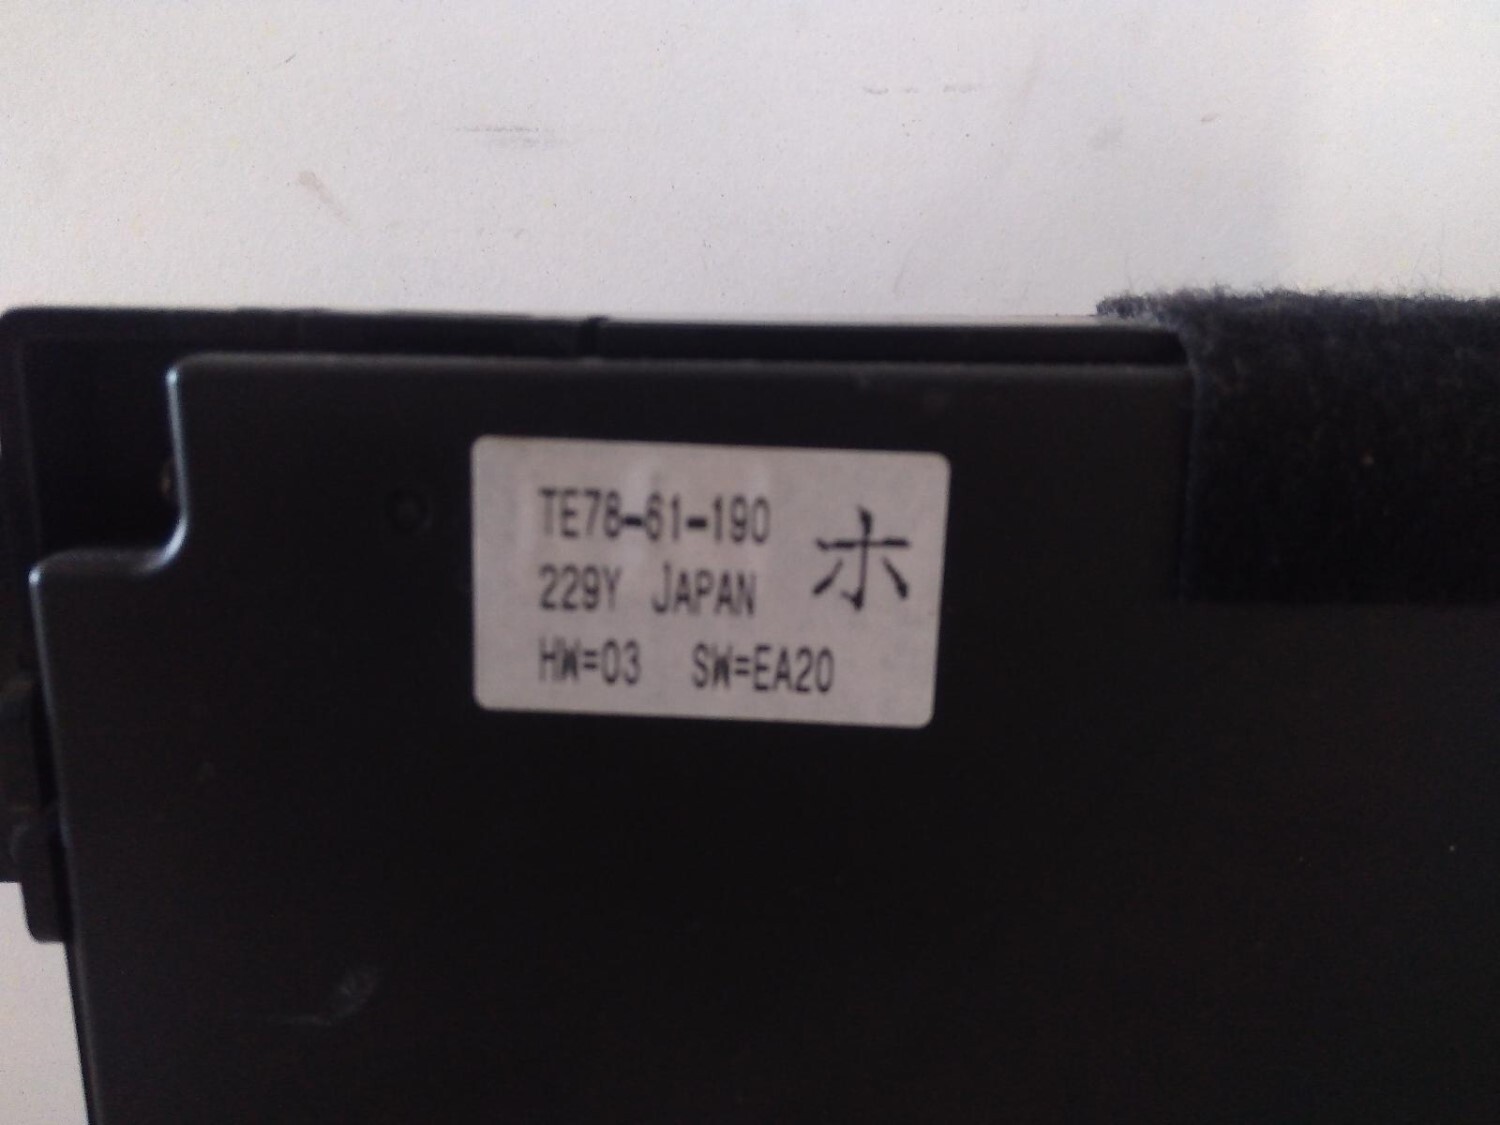 TE78-61-190
229Y JAPAN
HW=03 SW=EA20
ホ